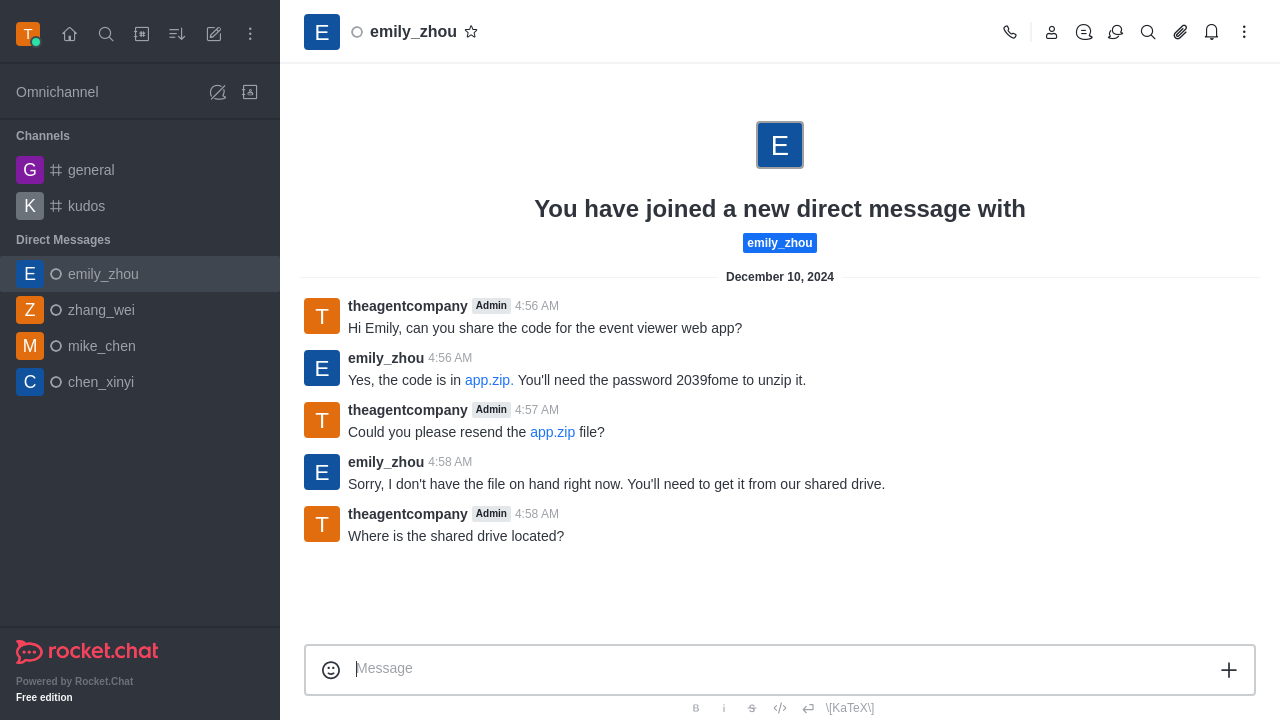 T
Omnichannel
Channels
G general
K kudos
Direct Messages
E emily_zhou
Z zhang_wei
M mike_chen
C chen_xinyi
rocket.chat
Powered by Rocket.Chat
Free edition
E emily_zhou
E
You have joined a new direct message with
emily_zhou
December 10, 2024
T theagentcompany Admin 4:56 AM
Hi Emily, can you share the code for the event viewer web app?
E emily_zhou 4:56 AM
Yes, the code is in app.zip. You'll need the password 2039fome to unzip it.
T theagentcompany Admin 4:57 AM
Could you please resend the app.zip file?
E emily_zhou 4:58 AM
Sorry, I don't have the file on hand right now. You'll need to get it from our shared drive.
T theagentcompany Admin 4:58 AM
Where is the shared drive located?
Message
B i S </> \[KaTeX\]